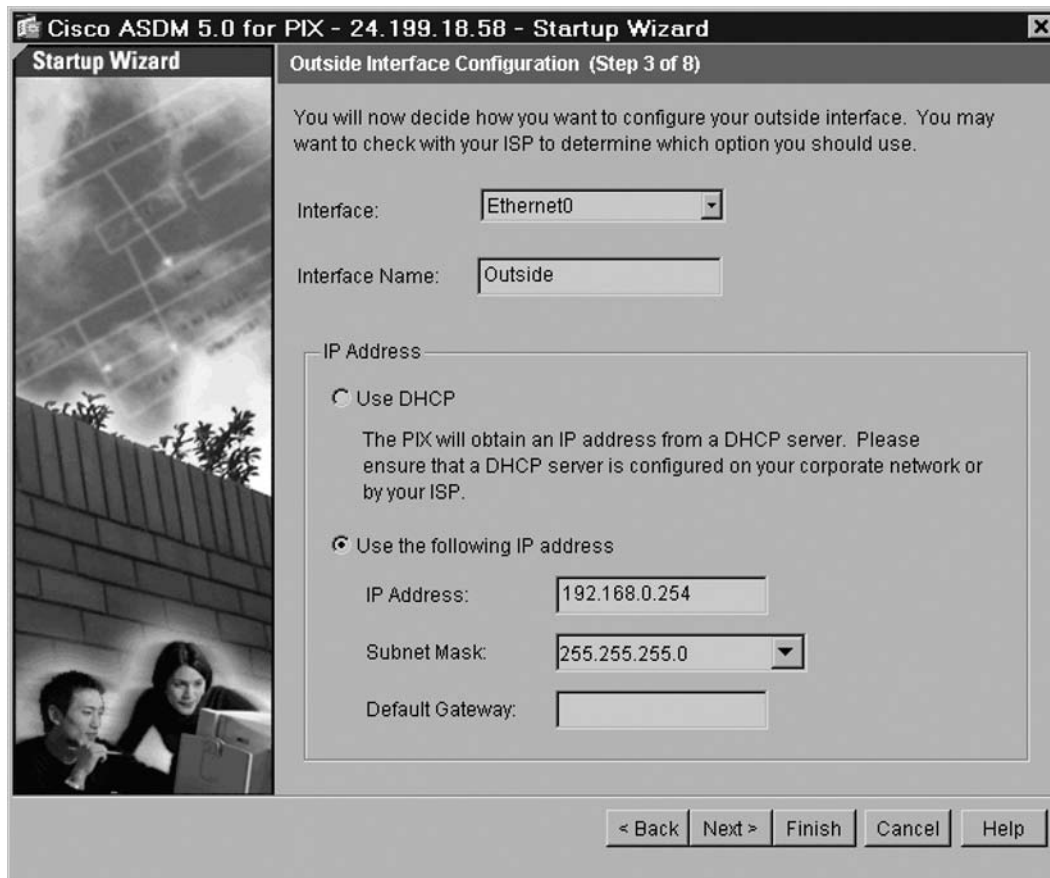 Cisco ASDM 5.0 for PIX - 24.199.18.58 - Startup Wizard
Startup Wizard
Outside Interface Configuration (Step 3 of 8)
You will now decide how you want to configure your outside interface. You may
want to check with your ISP to determine which option you should use.
Interface:
Ethernet0
Interface Name:
Outside
IP Address
Use DHCP
The PIX will obtain an IP address from a DHCP server. Please
ensure that a DHCP server is configured on your corporate network or
by your ISP.
Use the following IP address
IP Address:
192.168.0.254
Subnet Mask:
255.255.255.0
Default Gateway:
< Back
Next >
Finish
Cancel
Help